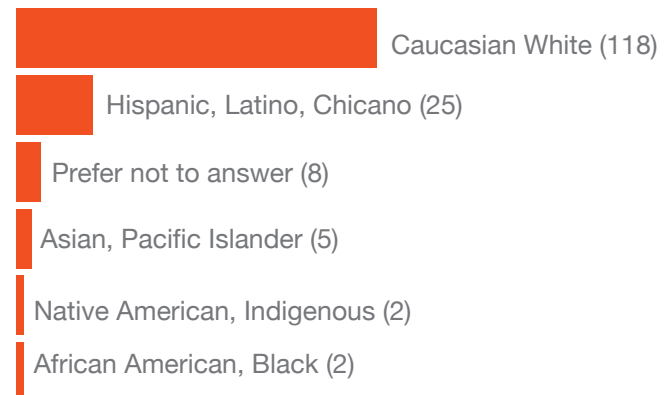 Caucasian White (118)
Hispanic, Latino, Chicano (25)
Prefer not to answer (8)
Asian, Pacific Islander (5)
Native American, Indigenous (2)
African American, Black (2)